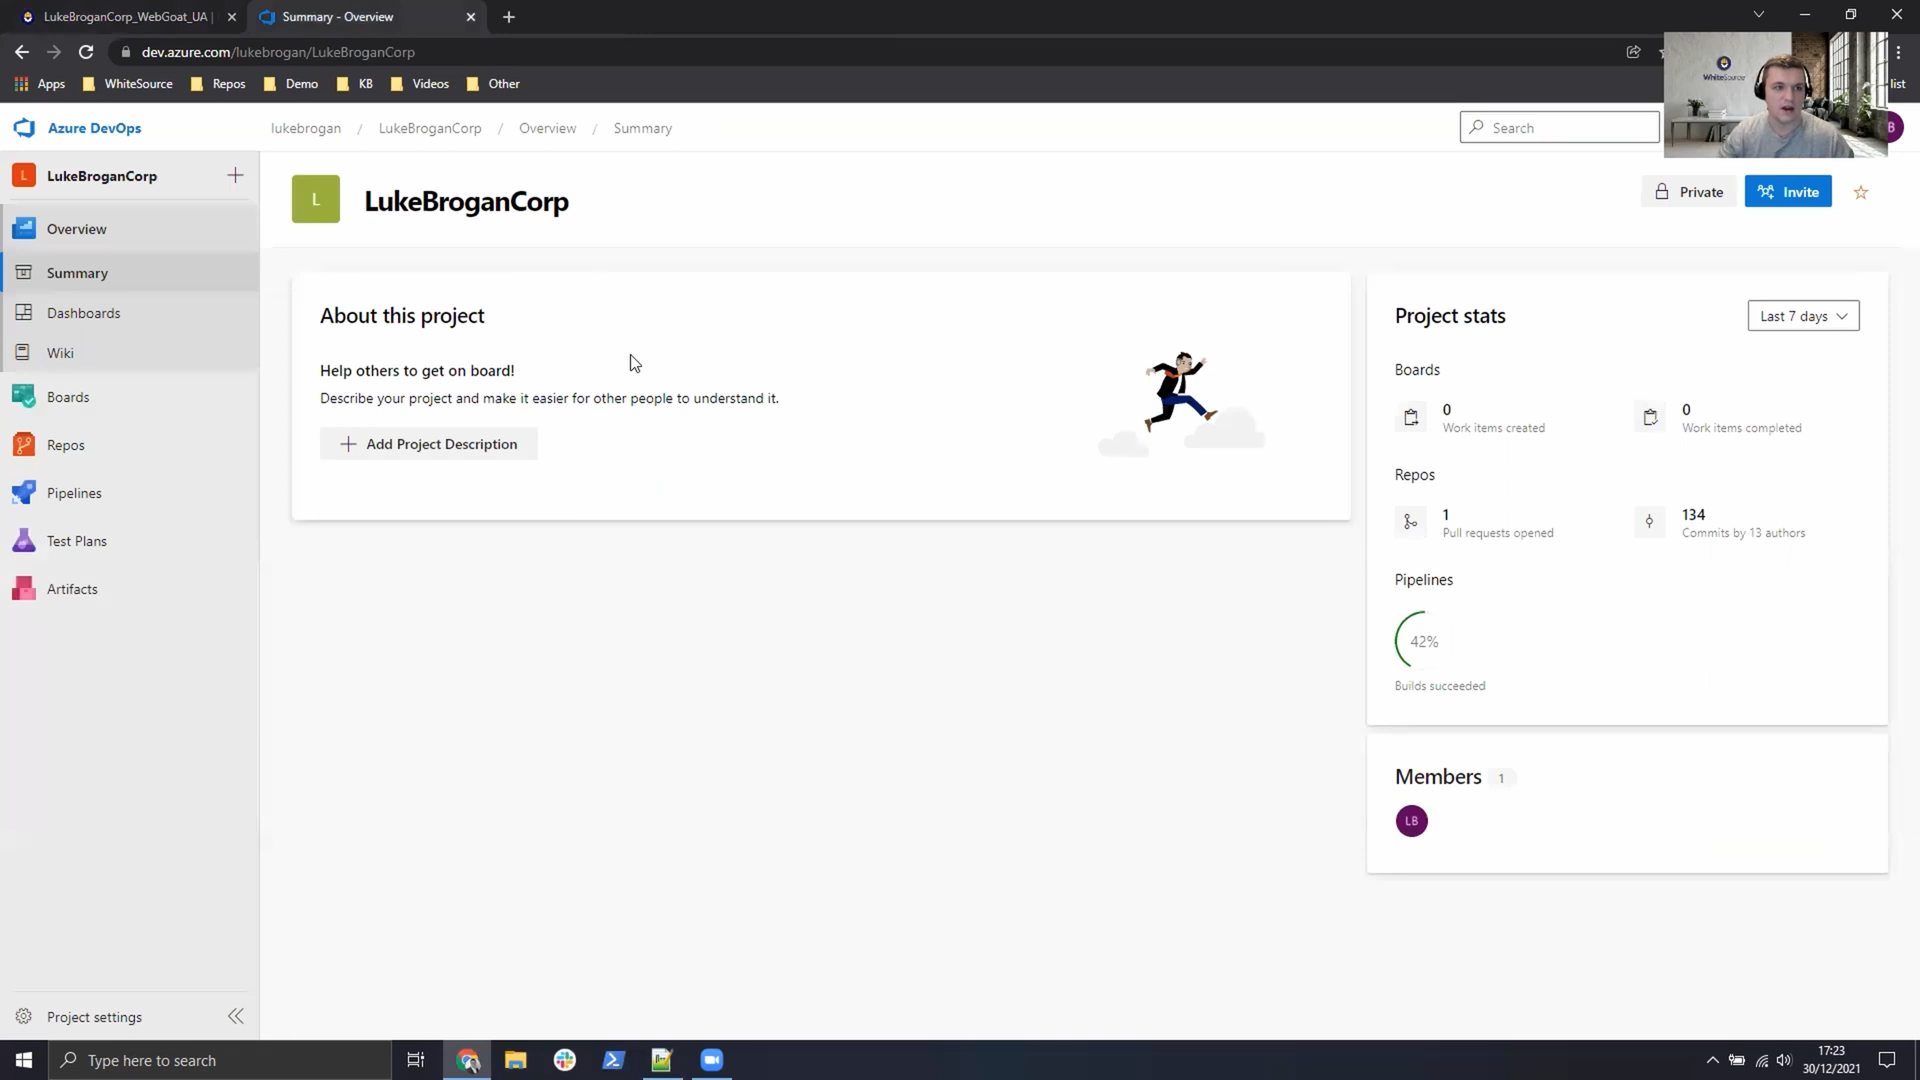 LukeBroganCorp_WebGoat_UA |
Summary - Overview
dev.azure.com/lukebrogan/LukeBroganCorp
Apps
WhiteSource
Repos
Demo
KB
Videos
Other
list
WhiteSource
Azure DevOps
lukebrogan / LukeBroganCorp / Overview / Summary
Search
B
L
LukeBroganCorp
Overview
Summary
Dashboards
Wiki
Boards
Repos
Pipelines
Test Plans
Artifacts
Project settings
L
LukeBroganCorp
Private
Invite
About this project
Help others to get on board!
Describe your project and make it easier for other people to understand it.
Add Project Description
Project stats
Last 7 days
Boards
0
Work items created
0
Work items completed
Repos
1
Pull requests opened
134
Commits by 13 authors
Pipelines
42%
Builds succeeded
Members 1
LB
Type here to search
17:23
30/12/2021